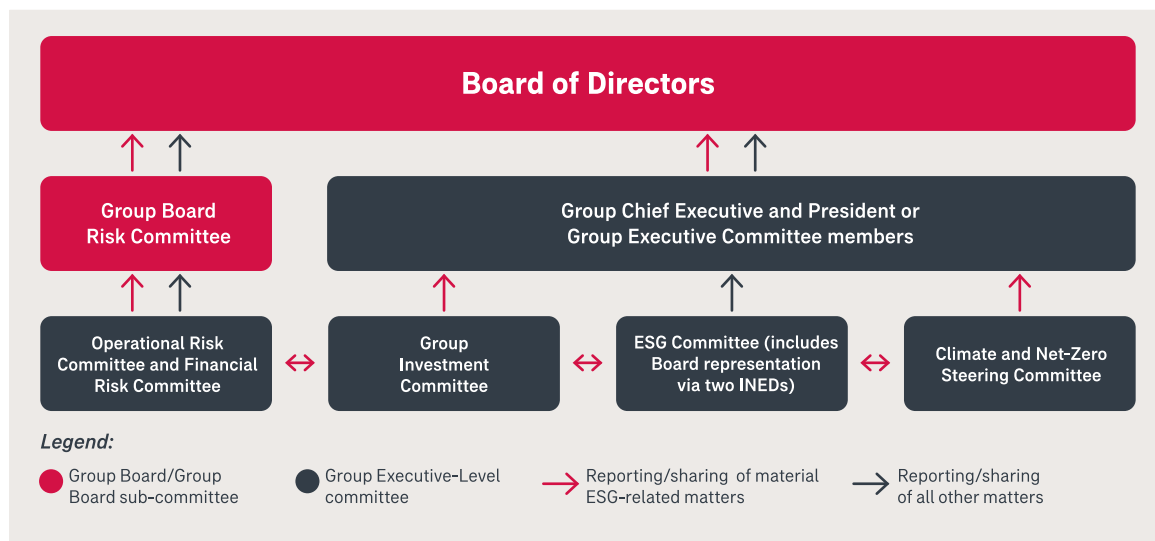 Board of Directors
Group Board
Risk Committee
Group Chief Executive and President or
Group Executive Committee members
Operational Risk
Committee and Financial
Risk Committee
Group
Investment
Committee
ESG Committee (includes
Board representation
via two INEDs)
Climate and Net-Zero
Steering Committee
Legend:
Group Board/Group
Board sub-committee
Group Executive-Level
committee
Reporting/sharing of material
ESG-related matters
Reporting/sharing
of all other matters